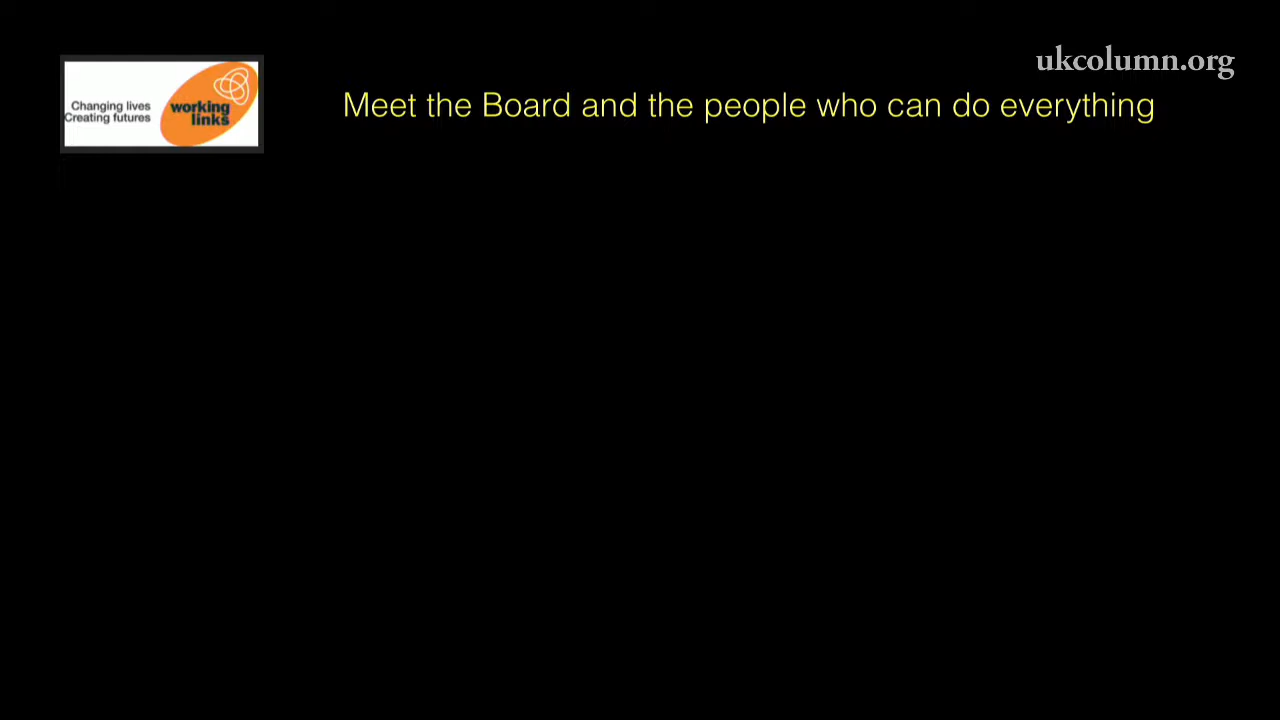 ukcolumn.org
Changing lives
Creating futures
working
links
Meet the Board and the people who can do everything